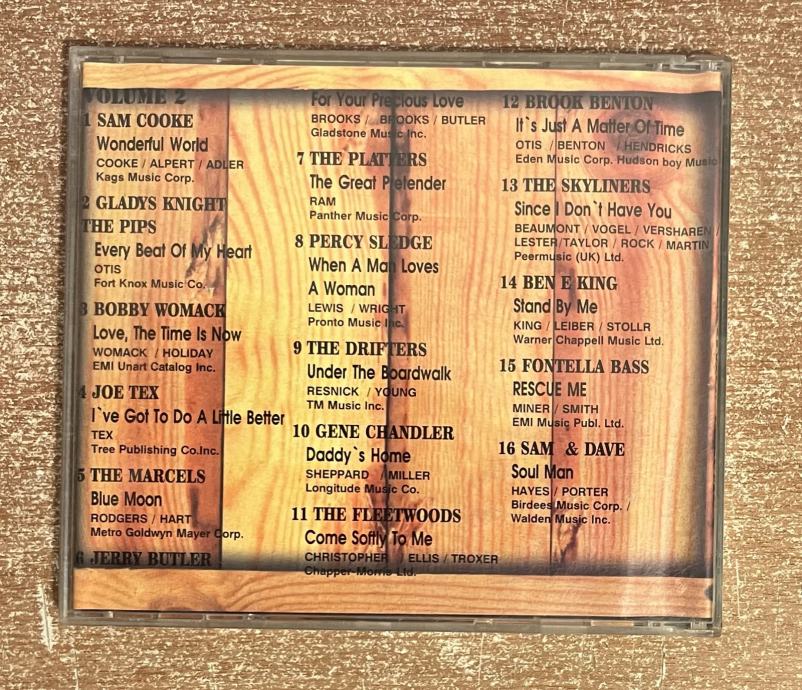 VOLUME 2
1 SAM COOKE
Wonderful World
COOKE / ALPERT / ADLER
Kags Music Corp.
2 GLADYS KNIGHT
THE PIPS
Every Beat Of My Heart
OTIS
Fort Knox Music Co.
3 BOBBY WOMACK
Love, The Time Is Now
WOMACK / HOLIDAY
EMI Unart Catalog Inc.
4 JOE TEX
I`ve Got To Do A Little Better
TEX
Tree Publishing Co.Inc.
5 THE MARCELS
Blue Moon
RODGERS / HART
Metro Goldwyn Mayer Corp.
6 JERRY BUTLER
For Your Precious Love
BROOKS / BROOKS / BUTLER
Gladstone Music Inc.
7 THE PLATTERS
The Great Pretender
RAM
Panther Music Corp.
8 PERCY SLEDGE
When A Man Loves
A Woman
LEWIS / WRIGHT
Pronto Music Inc.
9 THE DRIFTERS
Under The Boardwalk
RESNICK / YOUNG
TM Music Inc.
10 GENE CHANDLER
Daddy`s Home
SHEPPARD / MILLER
Longitude Music Co.
11 THE FLEETWOODS
Come Softly To Me
CHRISTOPHER / ELLIS / TROXER
Chapper-Morris Ltd.
12 BROOK BENTON
It`s Just A Matter Of Time
OTIS / BENTON / HENDRICKS
Eden Music Corp. Hudson boy Music
13 THE SKYLINERS
Since I Don`t Have You
BEAUMONT / VOGEL / VERSHAREN /
LESTER/TAYLOR / ROCK / MARTIN
Peermusic (UK) Ltd.
14 BEN E KING
Stand By Me
KING / LEIBER / STOLLR
Warner Chappell Music Ltd.
15 FONTELLA BASS
RESCUE ME
MINER / SMITH
EMI Music Publ. Ltd.
16 SAM & DAVE
Soul Man
HAYES / PORTER
Birdees Music Corp. /
Walden Music Inc.